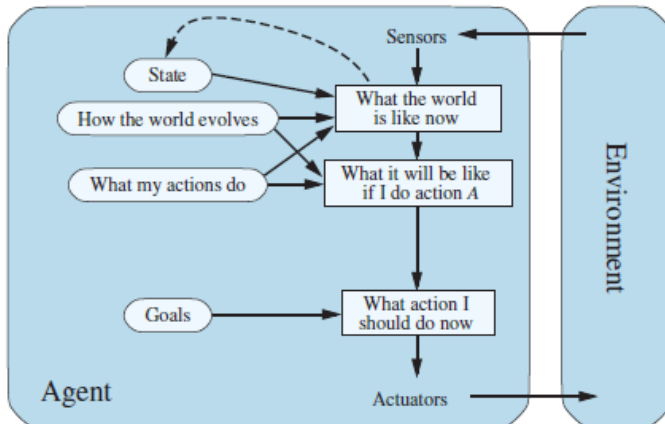 Sensors
State
What the world
is like now
How the world evolves
What it will be like
if I do action A
What my actions do
Environment
What action I
should do now
Goals
Agent
Actuators